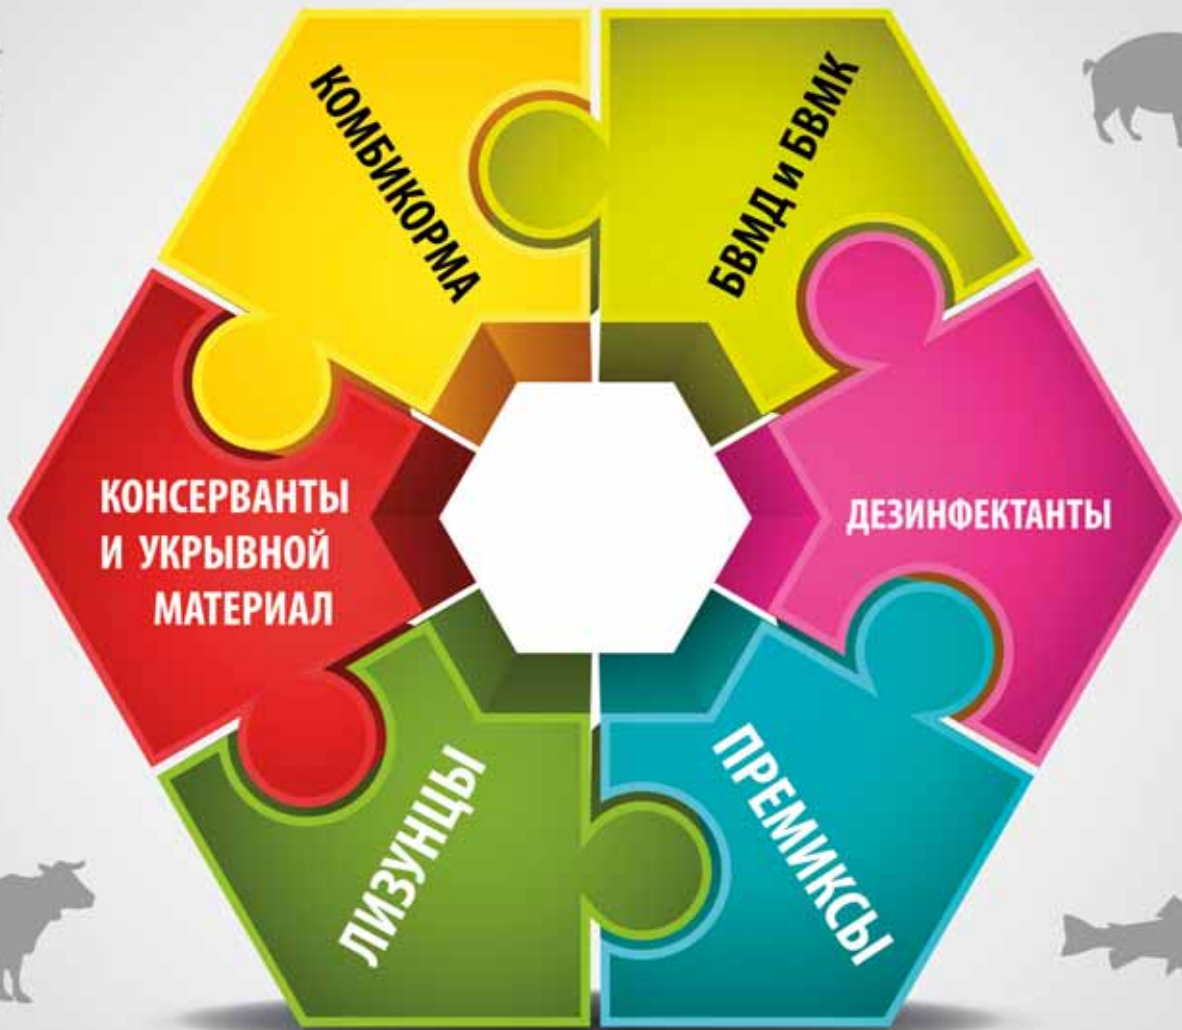 КОМБИКОРМА
БВМД и БВМК
КОНСЕРВАНТЫ
И УКРЫВНОЙ
МАТЕРИАЛ
ДЕЗИНФЕКТАНТЫ
ЛИЗУНЦЫ
ПРЕМИКСЫ